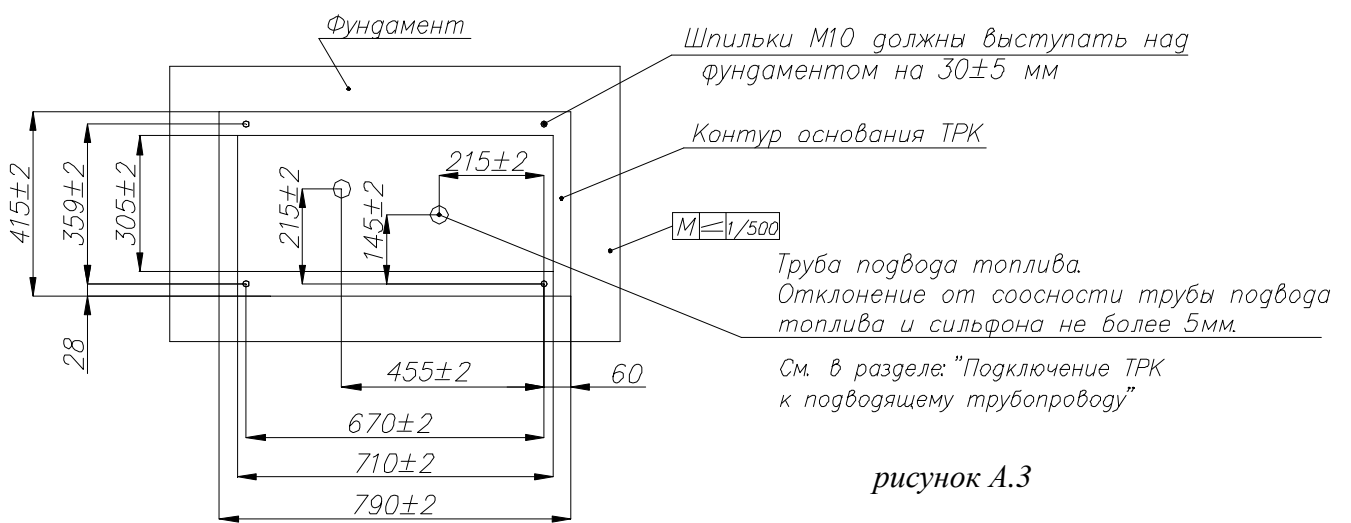 Фундамент
Шпильки М10 должны выступать над
фундаментом на 30±5 мм
Контур основания ТРК
215±2
415±2
359±2
305±2
215±2
145±2
М ≤ 1/500
Труба подвода топлива.
Отклонение от соосности трубы подвода
топлива и сильфона не более 5мм.
28
455±2
60
См. в разделе: "Подключение ТРК
к подводящему трубопроводу"
670±2
710±2
790±2
рисунок А.3